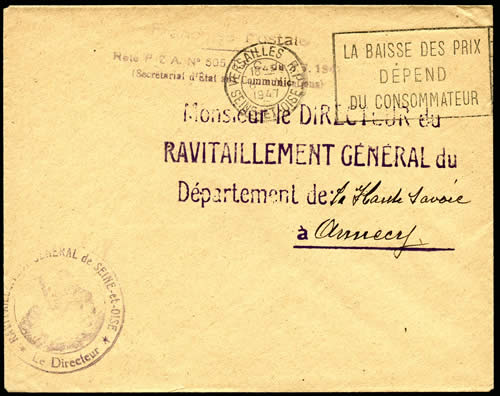 Postale
Réfé P. Z A. N° 505
(Secrétariat d'État aux Communications)
VERSAILLES R.P.
1947
SEINE-ET-OISE
LA BAISSE DES PRIX
DÉPEND
DU CONSOMMATEUR
Monsieur le DIRECTEUR du
RAVITAILLEMENT GÉNÉRAL du
Département de la Haute Savoie
à Annecy
RAVITAILLEMENT GÉNÉRAL de SEINE-et-OISE
Le Directeur